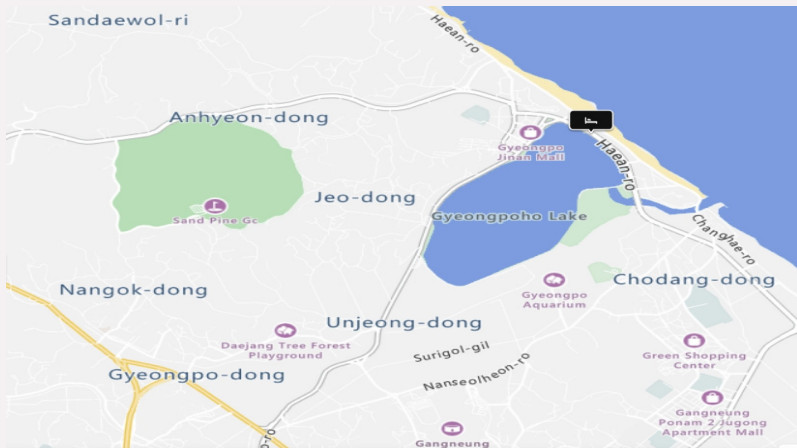 Sandaewol-ri
Haean-ro
Anhyeon-dong
Gyeongpo
Jinan Mall
Haean-ro
Jeo-dong
Sand Pine Gc
Gyeongpoho Lake
Nangok-dong
Chodang-dong
Gyeongpo
Aquarium
Unjeong-dong
Daejang Tree Forest
Playground
Surigol-gil
Green Shopping
Center
Gyeongpo-dong
Nanseolheon-ro
Gangneung
Ponam 2 Jugong
Apartment Mall
Gangneung